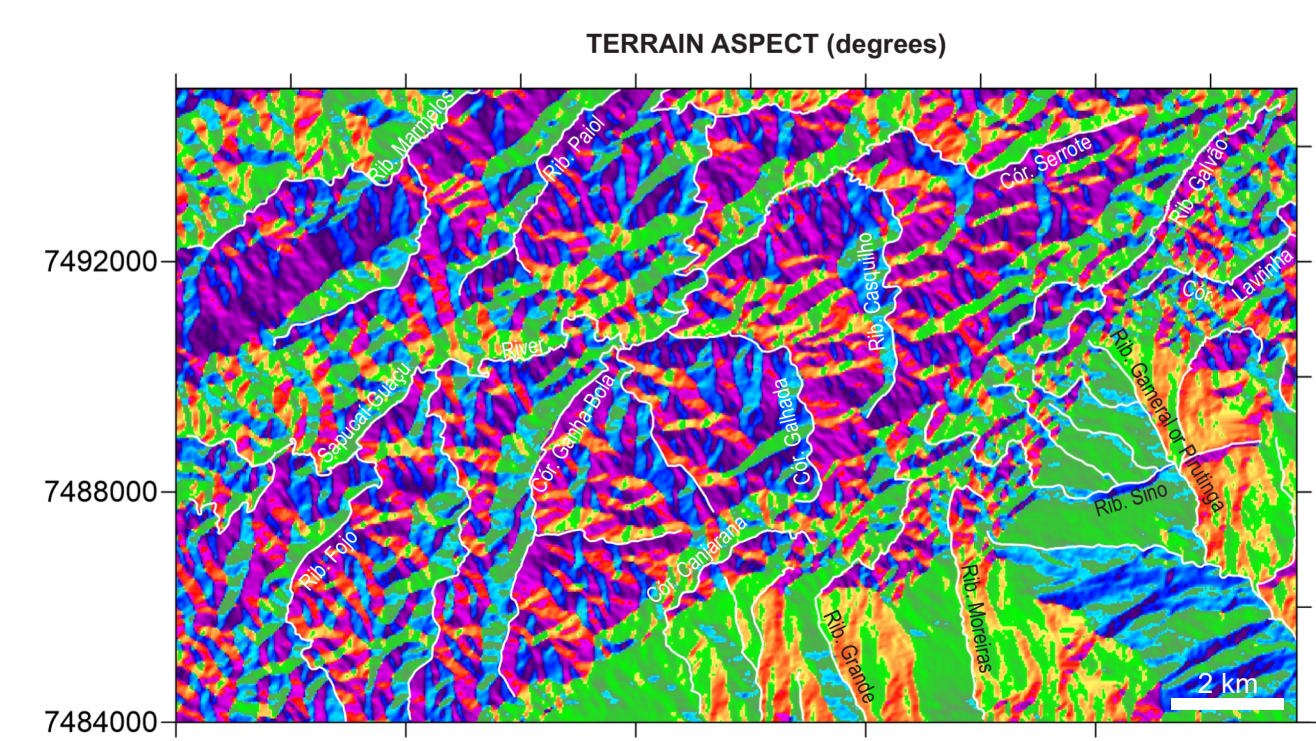 TERRAIN ASPECT (degrees)
Rib. Marmelos
Rib. Paiol
Cór. Serrote
Rib. Galvão
7492000
Rib. Casquilho
Cór. Lavrinha
River
Sapucaí-Guaçu
Rib. Gameral or Pirutinga
Cór. Ganha-Bola
Cór. Galhada
7488000
Rib. Sino
Rib. Fojo
Cór. Canjarana
Rib. Grande
Rib. Moreiras
2 km
7484000